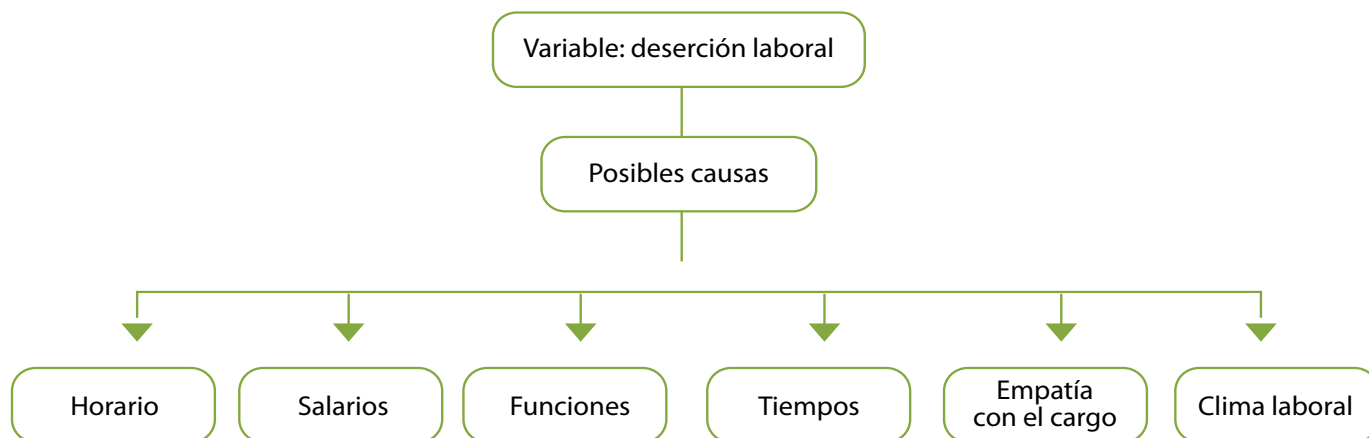 Variable: deserción laboral
Posibles causas
Horario
Salarios
Funciones
Tiempos
Empatía
con el cargo
Clima laboral